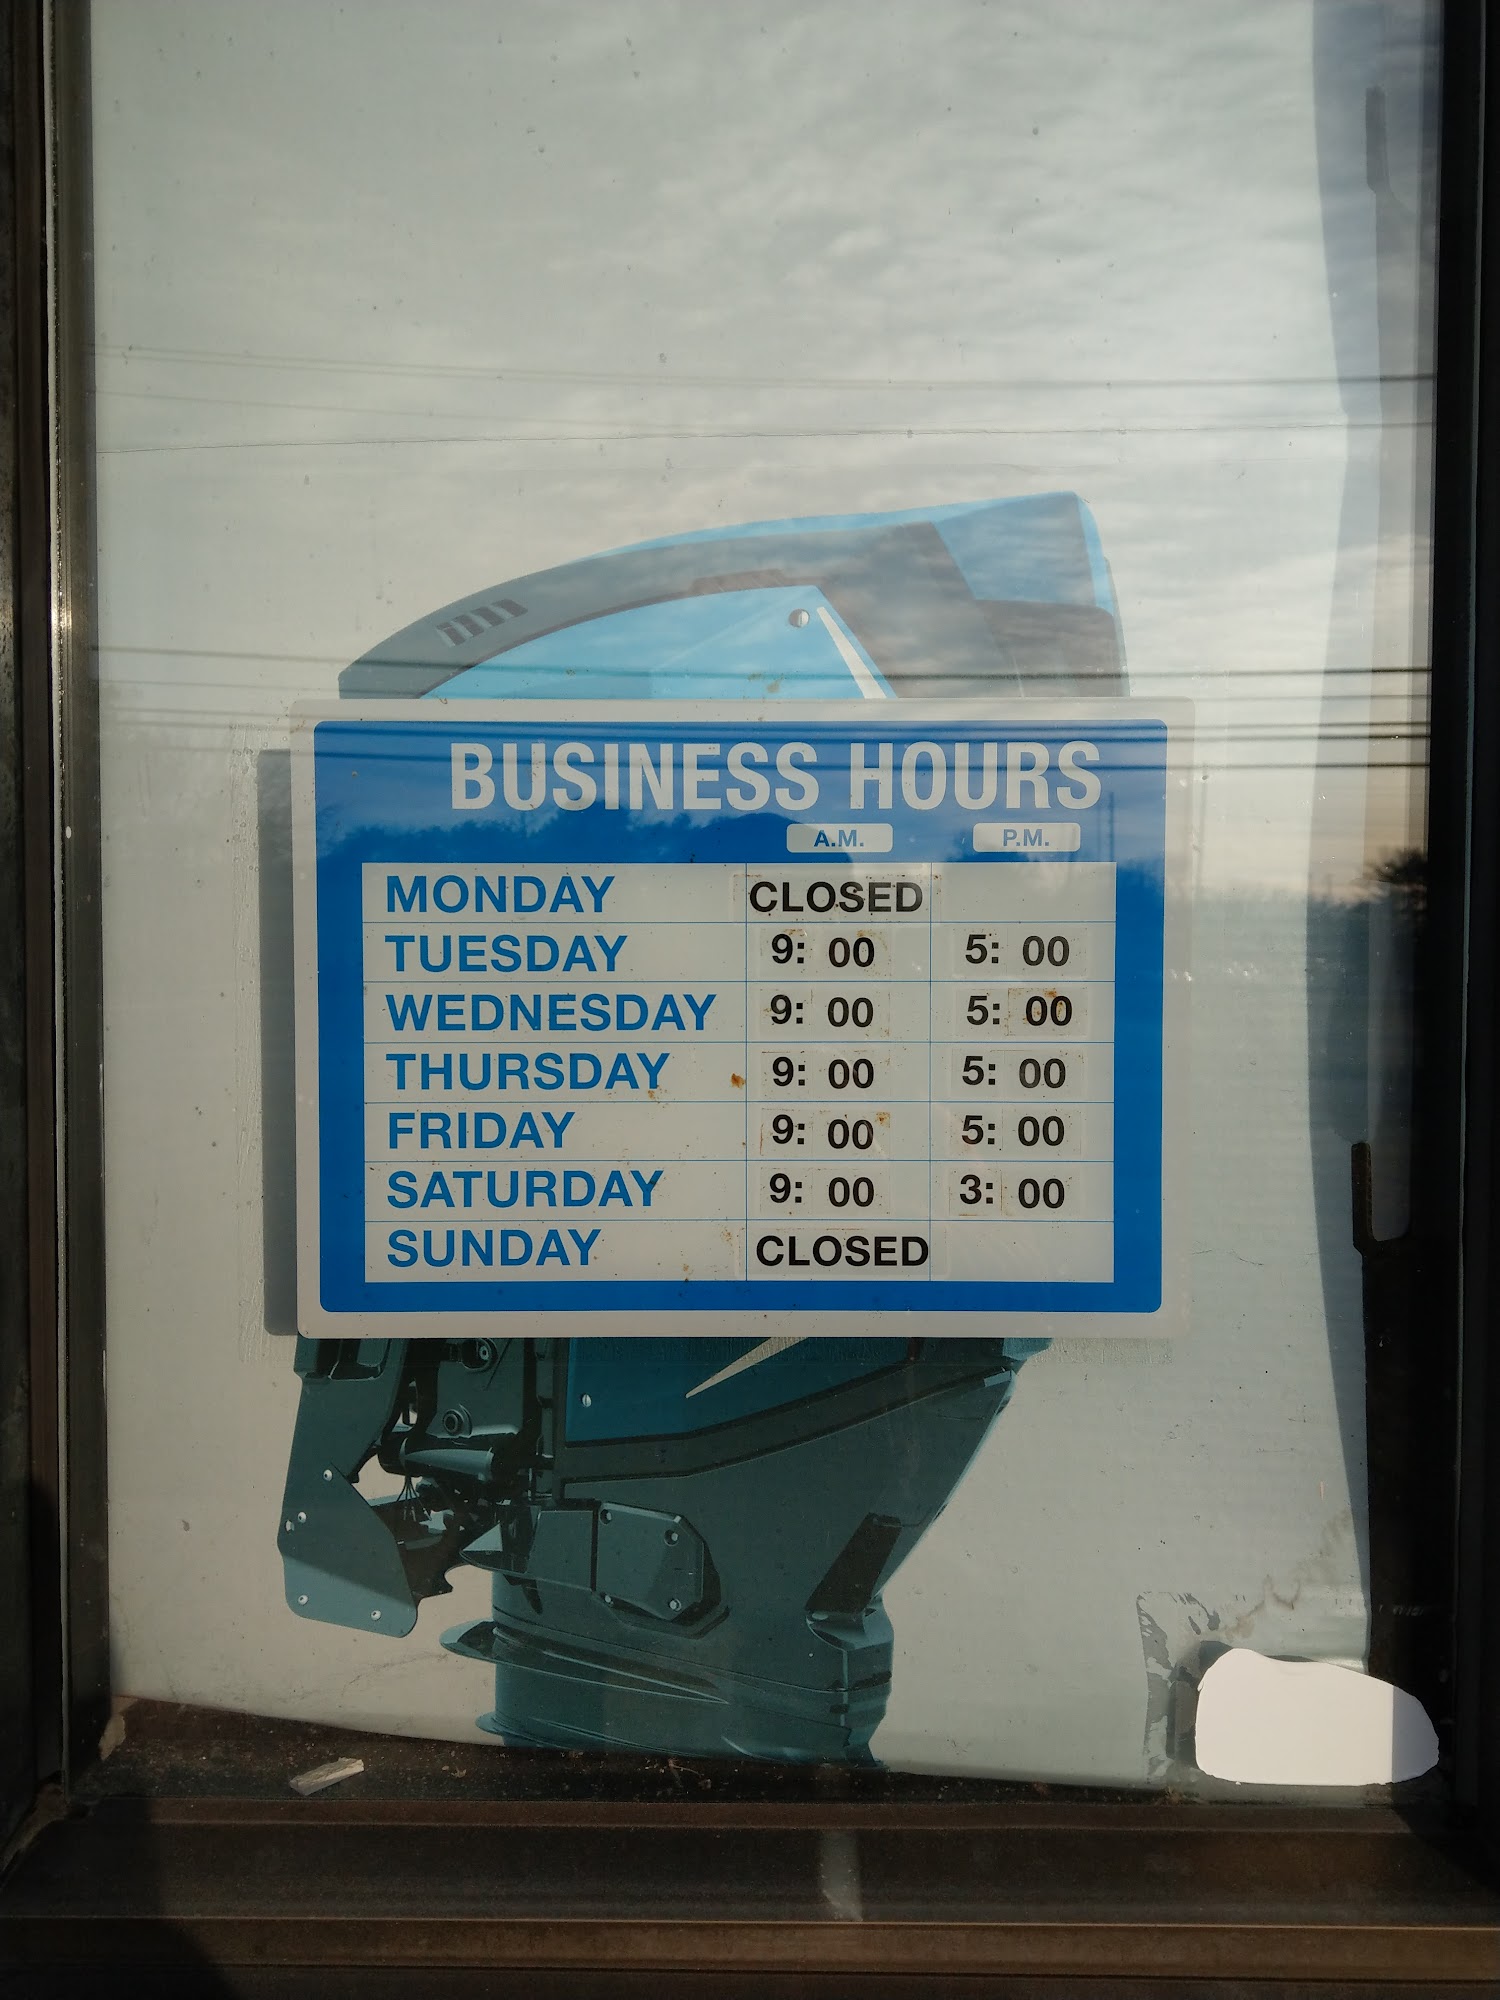 BUSINESS HOURS
A.M. P.M.
MONDAY CLOSED
TUESDAY 9: 00 5: 00
WEDNESDAY 9: 00 5: 00
THURSDAY 9: 00 5: 00
FRIDAY 9: 00 5: 00
SATURDAY 9: 00 3: 00
SUNDAY CLOSED